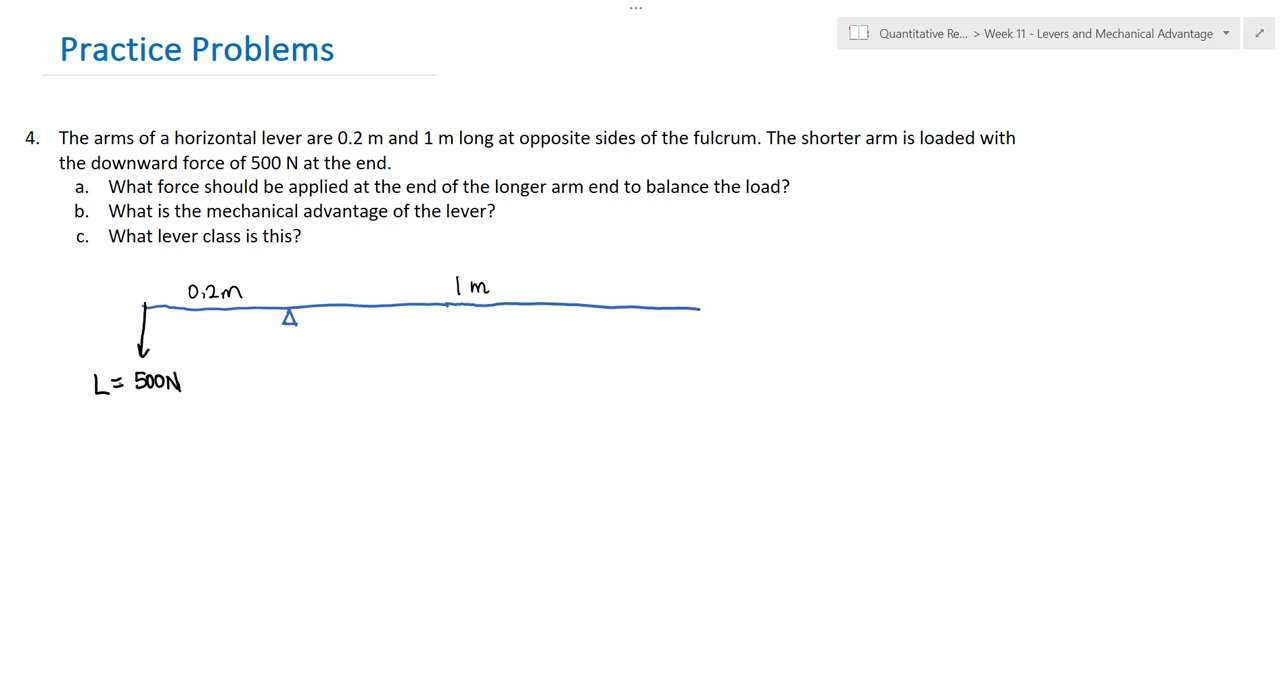 Practice Problems
Quantitative Re... > Week 11 - Levers and Mechanical Advantage
4. The arms of a horizontal lever are 0.2 m and 1 m long at opposite sides of the fulcrum. The shorter arm is loaded with
the downward force of 500 N at the end.
a. What force should be applied at the end of the longer arm end to balance the load?
b. What is the mechanical advantage of the lever?
c. What lever class is this?
0.2m
1 m
L = 500N